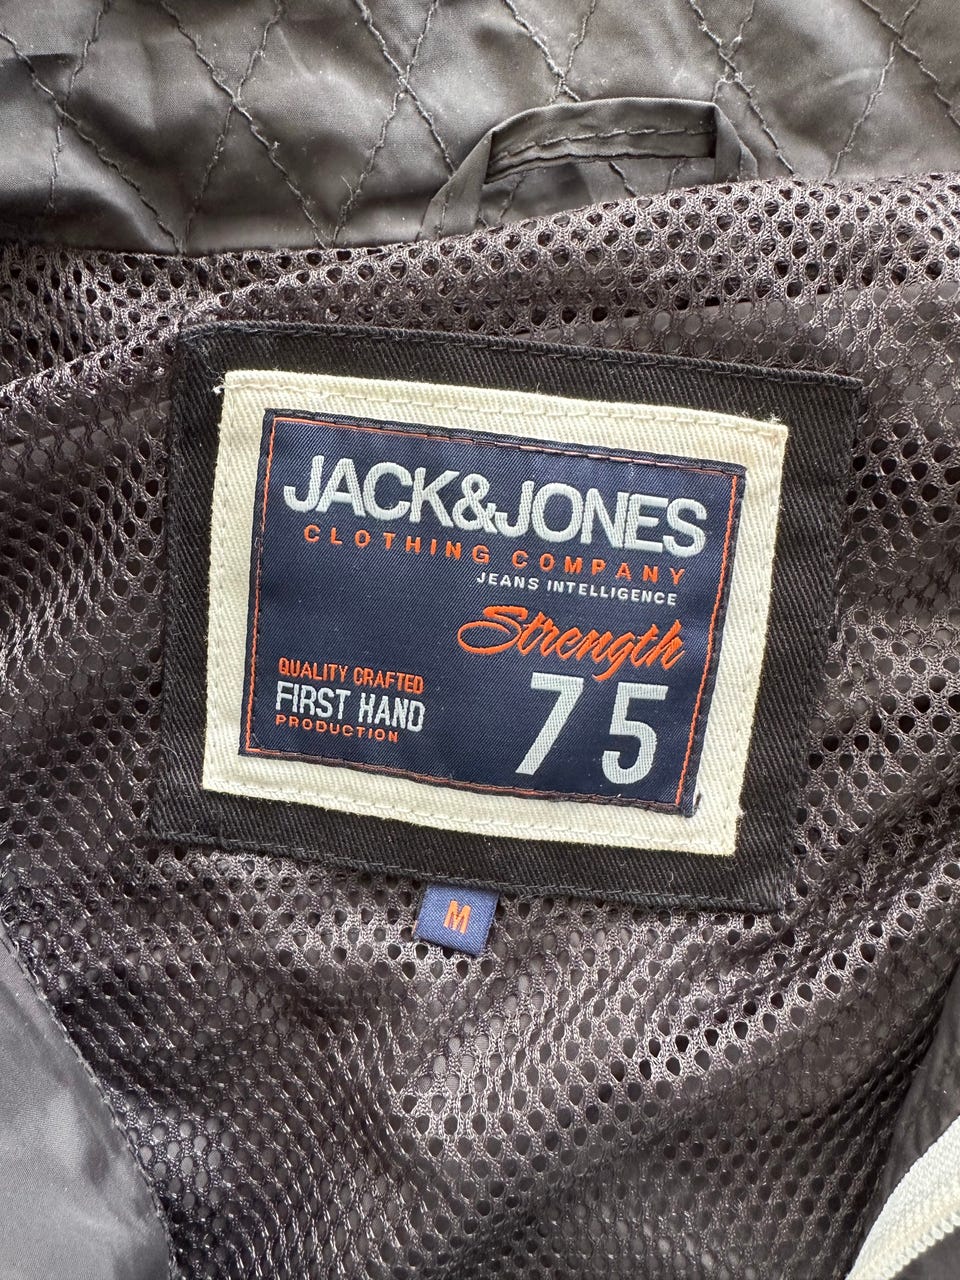 JACK&JONES
CLOTHING COMPANY
JEANS INTELLIGENCE
Strength
75
QUALITY CRAFTED
FIRST HAND
PRODUCTION
M